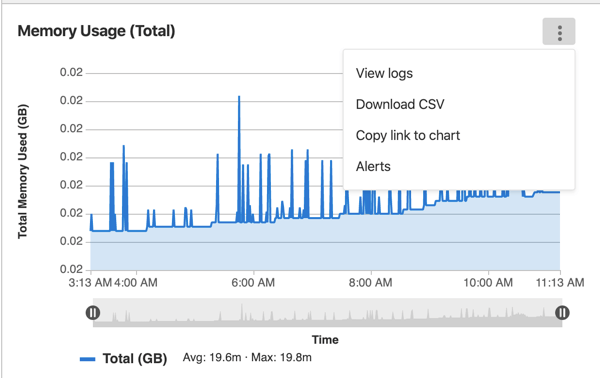 Memory Usage (Total)
View logs
Download CSV
Copy link to chart
Alerts
Total Memory Used (GB)
0.02
0.02
0.02
0.02
0.02
0.02
0.02
0.02
3:13 AM 4:00 AM 6:00 AM 8:00 AM 10:00 AM 11:13 AM
Time
Total (GB) Avg: 19.6m · Max: 19.8m